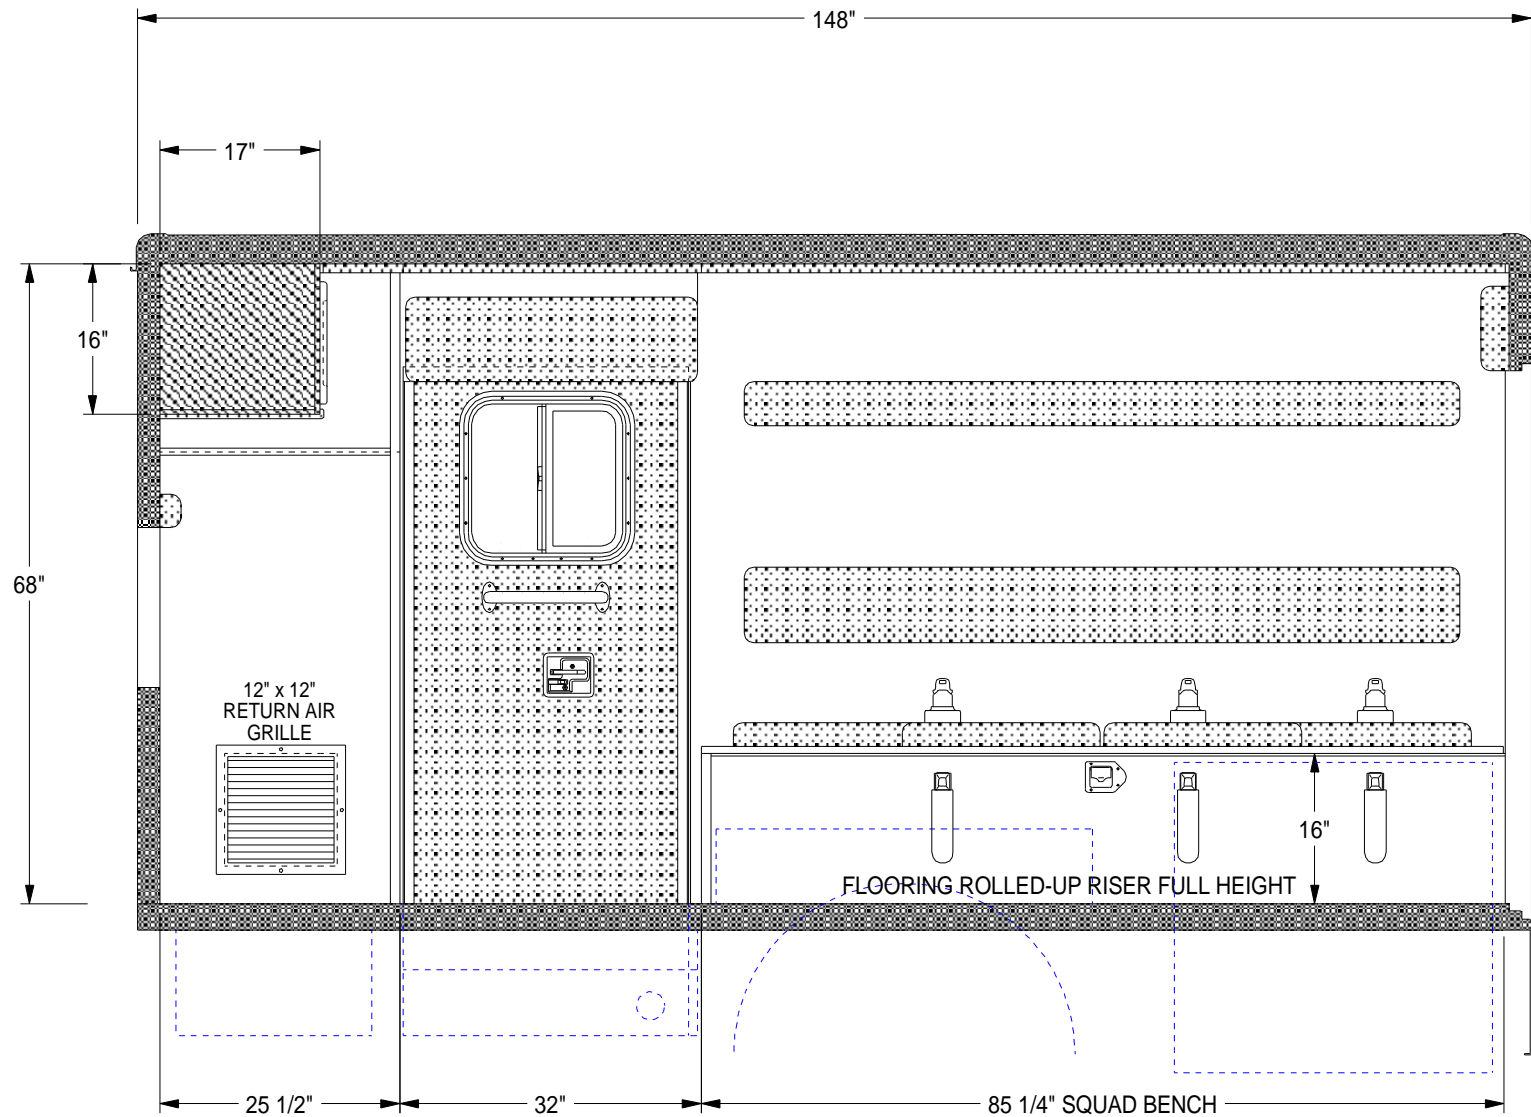 148"
17"
16"
68"
12" x 12"
RETURN AIR
GRILLE
16"
FLOORING ROLLED-UP RISER FULL HEIGHT
25 1/2"
32"
85 1/4" SQUAD BENCH